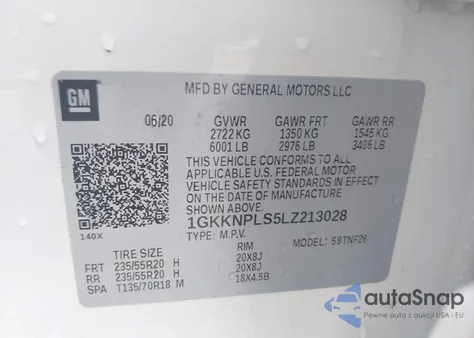 MFD BY GENERAL MOTORS LLC
GM
06/20 GVWR GAWR FRT GAWR RR
2722 KG 1350 KG 1545 KG
6001 LB 2976 LB 3406 LB
THIS VEHICLE CONFORMS TO ALL
APPLICABLE U.S. FEDERAL MOTOR
VEHICLE SAFETY STANDARDS IN EFFECT
ON THE DATE OF MANUFACTURE
SHOWN ABOVE.
1GKKNPLS5LZ213028
140X
TYPE: M.P.V. MODEL: 58TNF26
TIRE SIZE RIM
FRT 235/55R20 H 20X8J
RR 235/55R20 H 20X8J
SPA T135/70R18 M 18X4.5B
autoSnap
Pewne auto z USA i EU